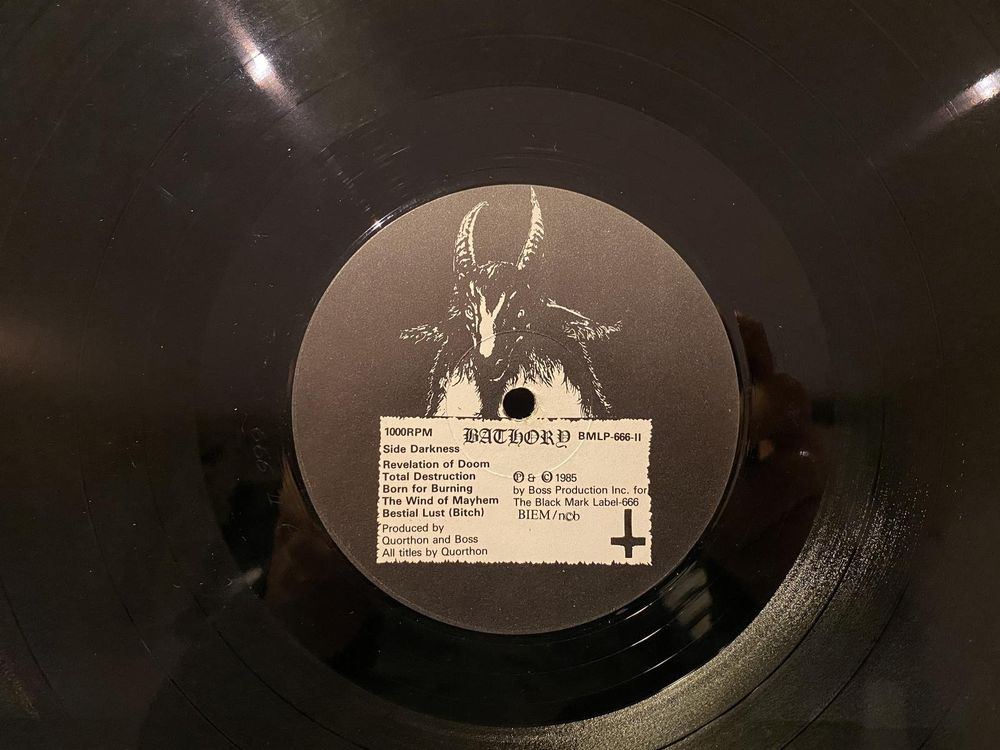 1000RPM BATHORY BMLP-666-II
Side Darkness
Revelation of Doom
Total Destruction
Born for Burning
The Wind of Mayhem
Bestial Lust (Bitch)
Produced by
Quorthon and Boss
All titles by Quorthon
℗ & © 1985
by Boss Production Inc. for
The Black Mark Label-666
BIEM/ncb